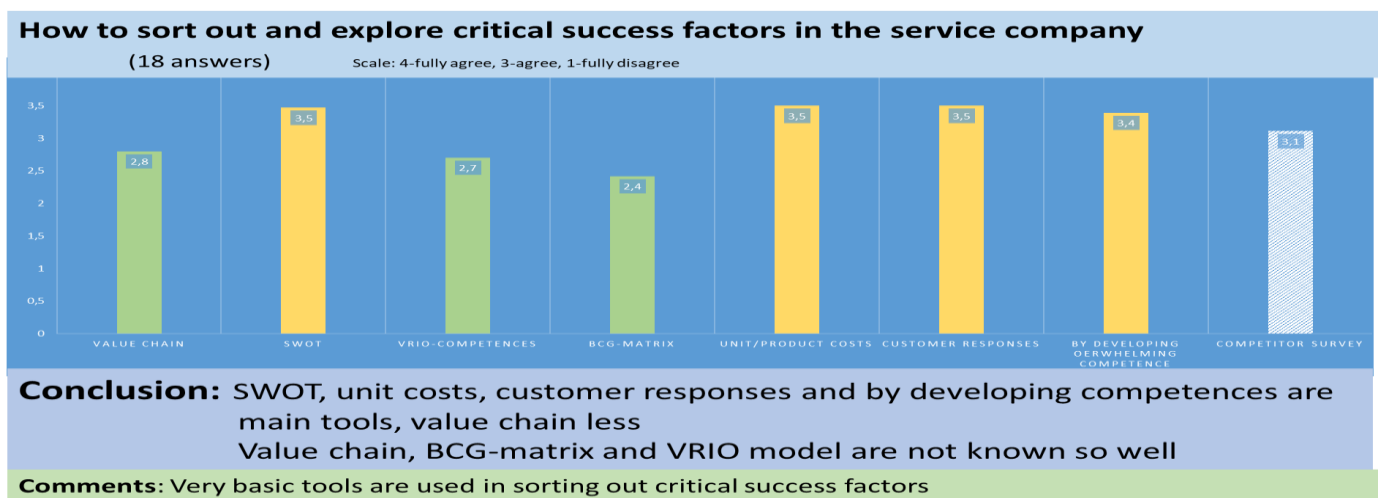 How to sort out and explore critical success factors in the service company
(18 answers) Scale: 4-fully agree, 3-agree, 1-fully disagree
3,5
3
2,5
2
1,5
1
0,5
0
2,8
3,5
2,7
2,4
3,5
3,5
3,4
3,1
VALUE CHAIN
SWOT
VRIO-COMPETENCES
BCG-MATRIX
UNIT/PRODUCT COSTS
CUSTOMER RESPONSES
BY DEVELOPING
OERWHELMING
COMPETENCE
COMPETITOR SURVEY
Conclusion: SWOT, unit costs, customer responses and by developing competences are
main tools, value chain less
Value chain, BCG-matrix and VRIO model are not known so well
Comments: Very basic tools are used in sorting out critical success factors